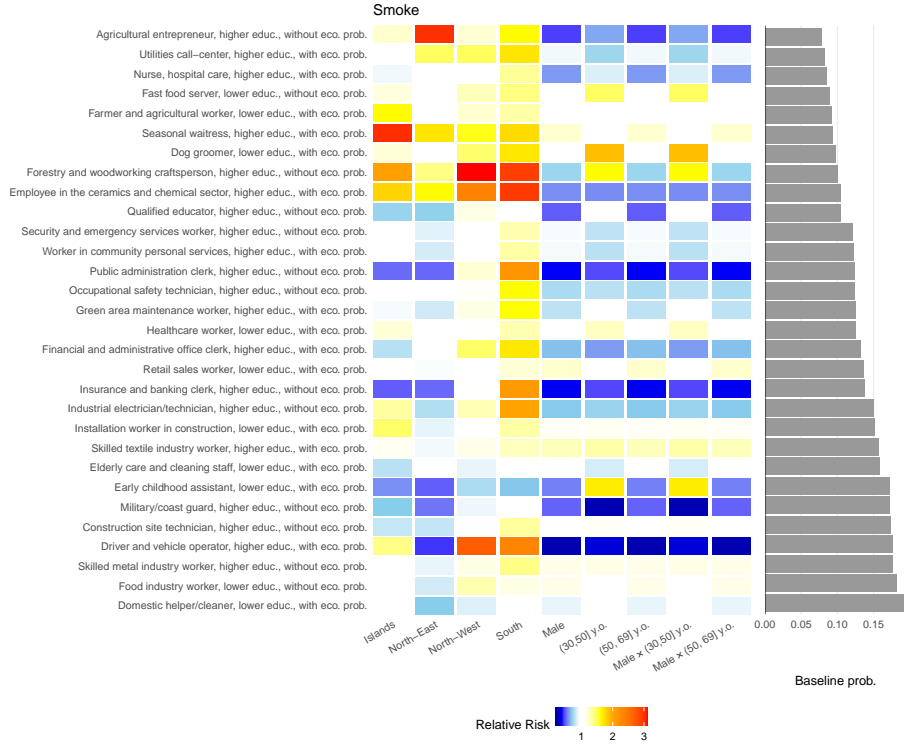 Smoke
Agricultural entrepreneur, higher educ., without eco. prob.
Utilities call−center, higher educ., without eco. prob.
Nurse, hospital care, higher educ., without eco. prob.
Fast food server, lower educ., without eco. prob.
Farmer and agricultural worker, lower educ., with eco. prob.
Seasonal waitress, higher educ., with eco. prob.
Dog groomer, lower educ., with eco. prob.
Forestry and woodworking craftsperson, higher educ., without eco. prob.
Employee in the ceramics and chemical sector, higher educ., with eco. prob.
Qualified educator, higher educ., without eco. prob.
Security and emergency services worker, higher educ., with eco. prob.
Worker in community personal services, higher educ., with eco. prob.
Public administration clerk, higher educ., without eco. prob.
Occupational safety technician, higher educ., without eco. prob.
Green area maintenance worker, higher educ., with eco. prob.
Healthcare worker, lower educ., with eco. prob.
Financial and administrative office clerk, higher educ., with eco. prob.
Retail sales worker, lower educ., with eco. prob.
Insurance and banking clerk, higher educ., without eco. prob.
Industrial electrician/technician, higher educ., without eco. prob.
Installation worker in construction, lower educ., with eco. prob.
Skilled textile industry worker, higher educ., with eco. prob.
Elderly care and cleaning staff, lower educ., with eco. prob.
Early childhood assistant, lower educ., with eco. prob.
Military/coast guard, higher educ., without eco. prob.
Construction site technician, higher educ., without eco. prob.
Driver and vehicle operator, higher educ., with eco. prob.
Skilled metal industry worker, higher educ., without eco. prob.
Food industry worker, lower educ., without eco. prob.
Domestic helper/cleaner, lower educ., with eco. prob.
Islands
North−East
North−West
South
Male
(30,50] y.o.
(50, 69] y.o.
Male × (30,50] y.o.
Male × (50, 69] y.o.
0.00 0.05 0.10 0.15
Baseline prob.
Relative Risk
1 2 3